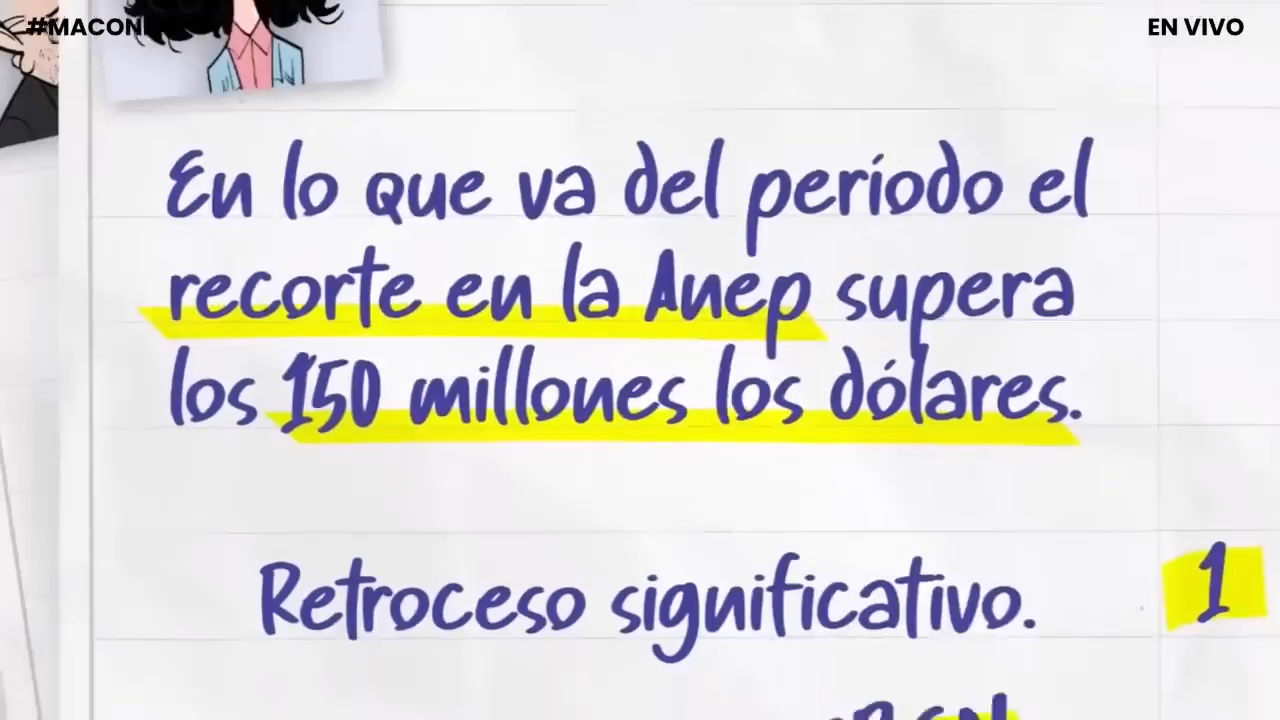 EN VIVO
En lo que va del período el
recorte en la Anep supera
los 150 millones los dólares.
Retroceso significativo.
1